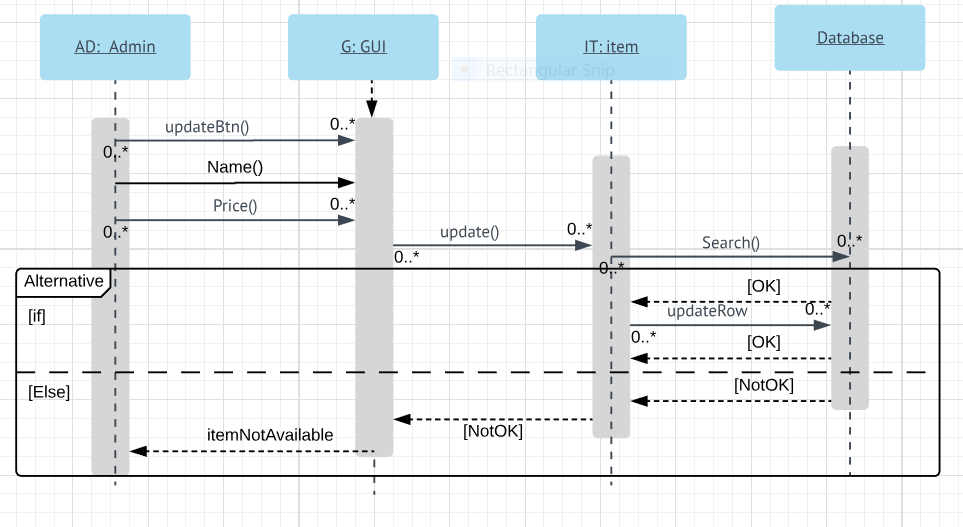 AD:  Admin
G: GUI
IT: item
Database
Rectangular Snip
updateBtn()
0..*
0..*
Name()
Price()
0..*
0..*
update()
0..*
0..*
Search()
0..*
0..*
Alternative
[if]
[OK]
updateRow
0..*
0..*
[OK]
[Else]
[NotOK]
[NotOK]
itemNotAvailable